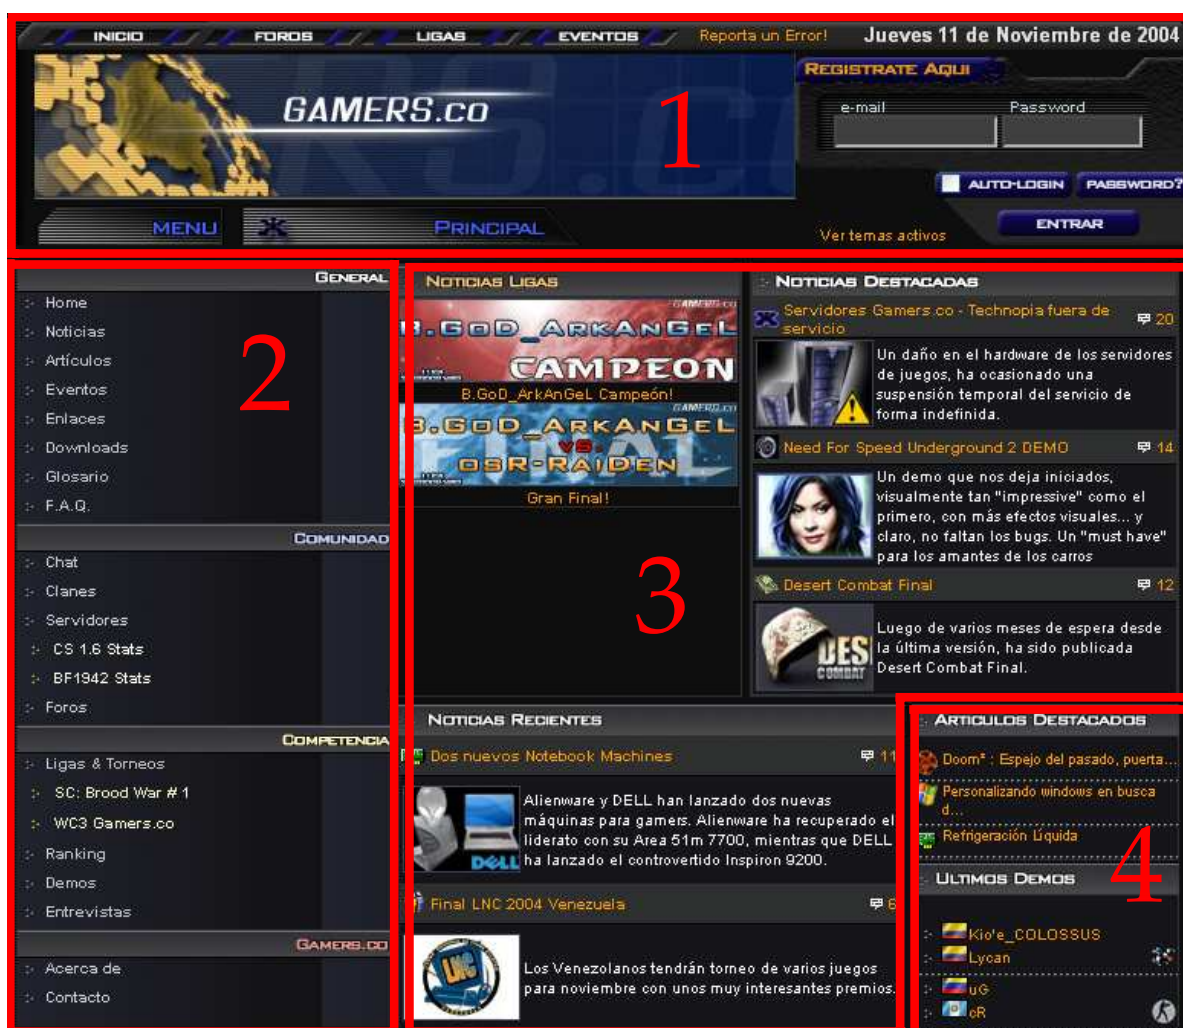 INICIO FOROS LIGAS EVENTOS Reporta un Error! Jueves 11 de Noviembre de 2004
REGISTRATE AQUI
GAMERS.CO
1
e-mail Password
AUTO-LOGIN PASSWORD?
MENU PRINCIPAL
ENTRAR
Ver temas activos
GENERAL
:- Home
:- Noticias
:- Artículos
:- Eventos
:- Enlaces
:- Downloads
:- Glosario
:- F.A.Q.
2
COMUNIDAD
:- Chat
:- Clanes
:- Servidores
:- CS 1.6 Stats
:- BF1942 Stats
:- Foros
COMPETENCIA
:- Ligas & Torneos
:- SC: Brood War # 1
:- WC3 Gamers.co
:- Ranking
:- Demos
:- Entrevistas
GAMERS.CO
:- Acerca de
:- Contacto
NOTICIAS LIGAS
GAMERS.CO
B.GOD_ARKANGEL
CAMPEON
B.GoD_ArkAnGeL Campeón!
GAMERS.CO
B.GOD_ARKANGEL
VS.
OSR-RAIDEN
FINAL
Gran Final!
3
:- NOTICIAS DESTACADAS
Servidores Gamers.co - Technopia fuera de servicio 20
Un daño en el hardware de los servidores
de juegos, ha ocasionado una
suspensión temporal del servicio de
forma indefinida.
Need For Speed Underground 2 DEMO 14
Un demo que nos deja iniciados,
visualmente tan "impressive" como el
primero, con más efectos visuales... y
claro, no faltan los bugs. Un "must have"
para los amantes de los carros
Desert Combat Final 12
DES
COMBAT
Luego de varios meses de espera desde
la última versión, ha sido publicada
Desert Combat Final.
NOTICIAS RECIENTES
Dos nuevos Notebook Machines 11
DELL
Alienware y DELL han lanzado dos nuevas
máquinas para gamers. Alienware ha recuperado el
liderato con su Area 51m 7700, mientras que DELL
ha lanzado el controvertido Inspiron 9200.
Final LNC 2004 Venezuela 6
LNC
Los Venezolanos tendrán torneo de varios juegos
para noviembre con unos muy interesantes premios.
:- ARTICULOS DESTACADOS
Doom³ : Espejo del pasado, puerta...
Personalizando windows en busca
d...
Refrigeración Líquida
4
:- ULTIMOS DEMOS
:- Kio'e_COLOSSUS
:- Lycan
:- uG
:- cR